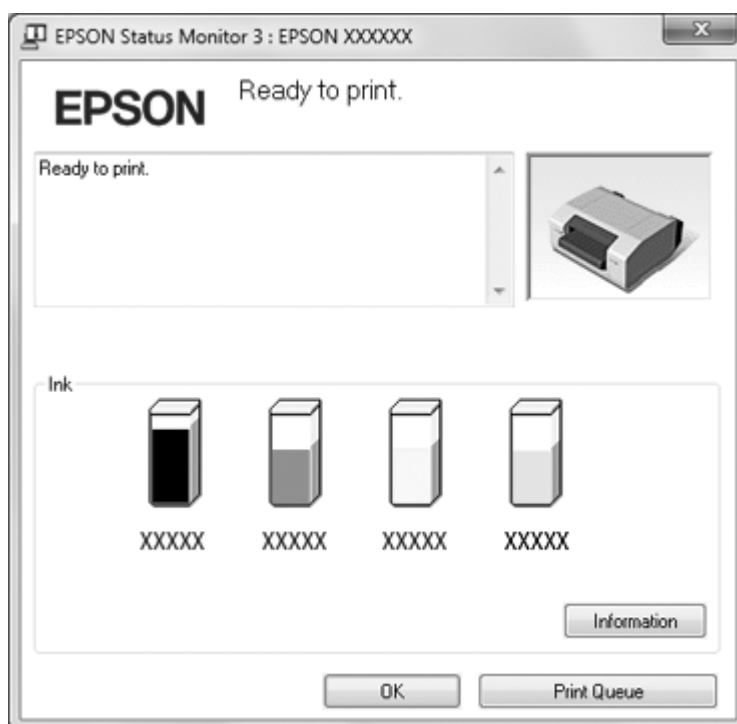 EPSON Status Monitor 3 : EPSON XXXXXX
EPSON
Ready to print.
Ready to print.
Ink
XXXXX XXXXX XXXXX XXXXX
Information
OK Print Queue